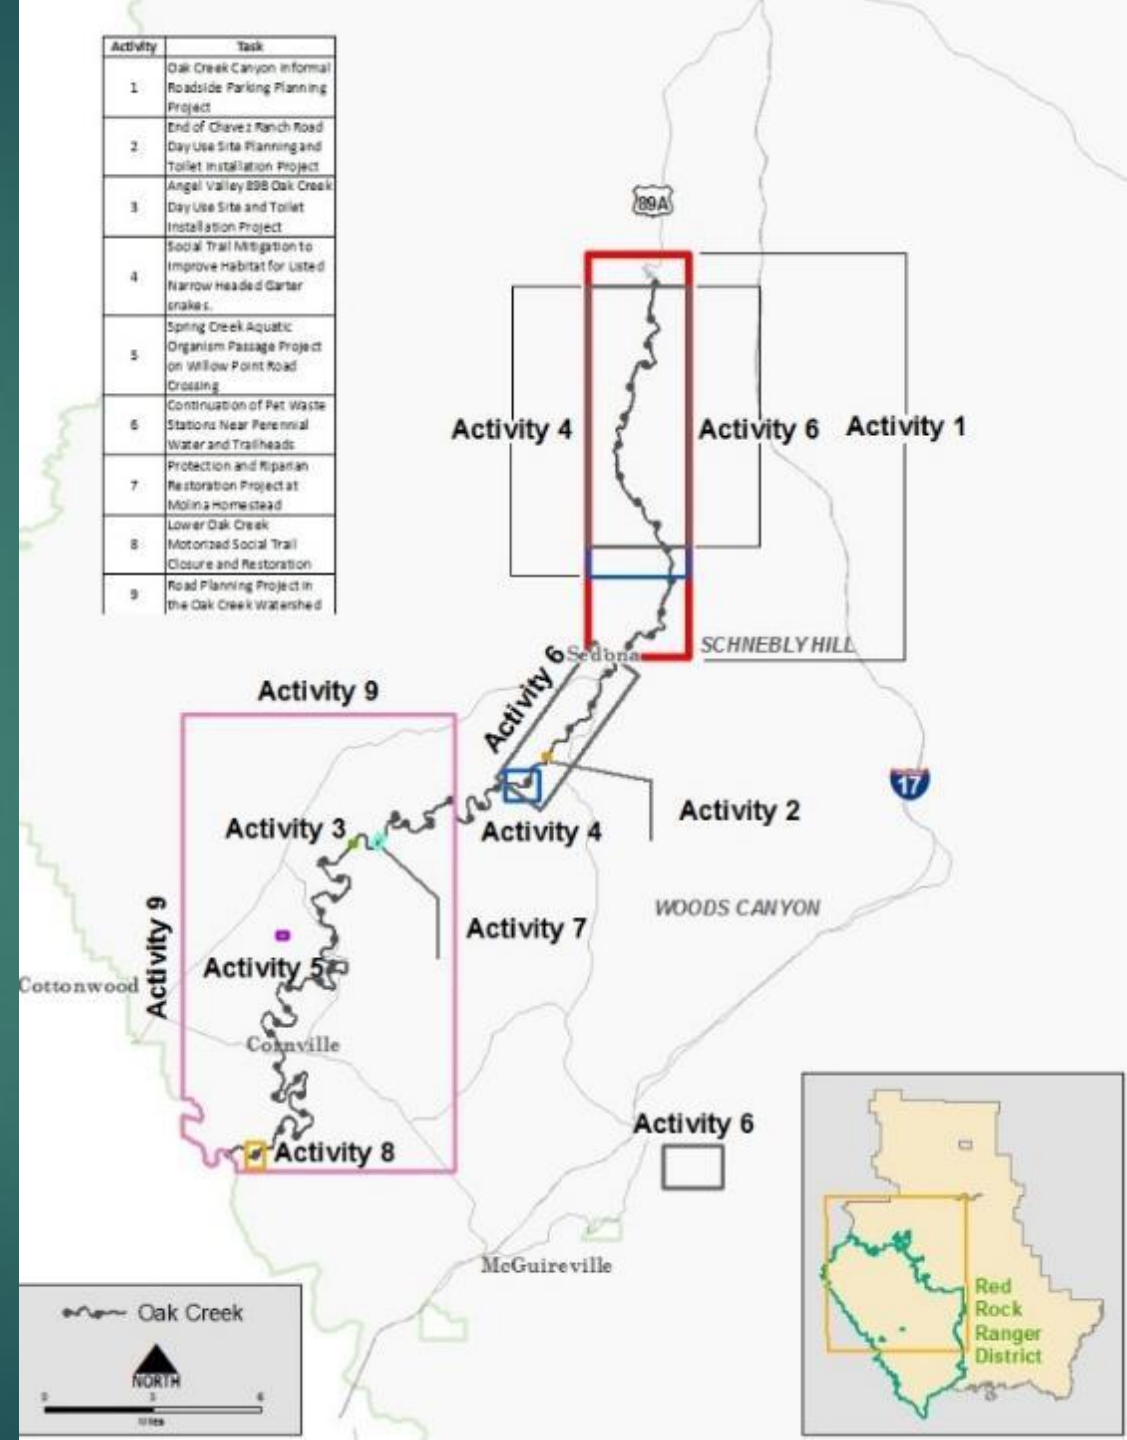 Activity Task
1 Oak Creek Canyon Informal
Roadside Parking Planning
Project
2 End of Chavez Ranch Road
Day Use Site Planning and
Toilet Installation Project
3 Angel Valley 89B Oak Creek
Day Use Site and Toilet
Installation Project
4 Social Trail Mitigation to
Improve Habitat for Listed
Narrow Headed Garter
snakes.
5 Spring Creek Aquatic
Organism Passage Project
on Willow Point Road
Crossing
6 Continuation of Pet Waste
Stations Near Perennial
Water and Trailheads
7 Protection and Riparian
Restoration Project at
Molina Homestead
8 Lower Oak Creek
Motorized Social Trail
Closure and Restoration
9 Road Planning Project in
the Oak Creek Watershed
89A
Activity 4
Activity 6
Activity 1
SCHNEBLY HILL
Sedona
Activity 6
Activity 9
17
Activity 2
Activity 3
Activity 4
WOODS CANYON
Activity 9
Activity 7
Activity 5
Cottonwood
Cornville
Activity 6
Activity 8
McGuireville
Red
Rock
Ranger
District
Oak Creek
NORTH
0 3 6
Miles